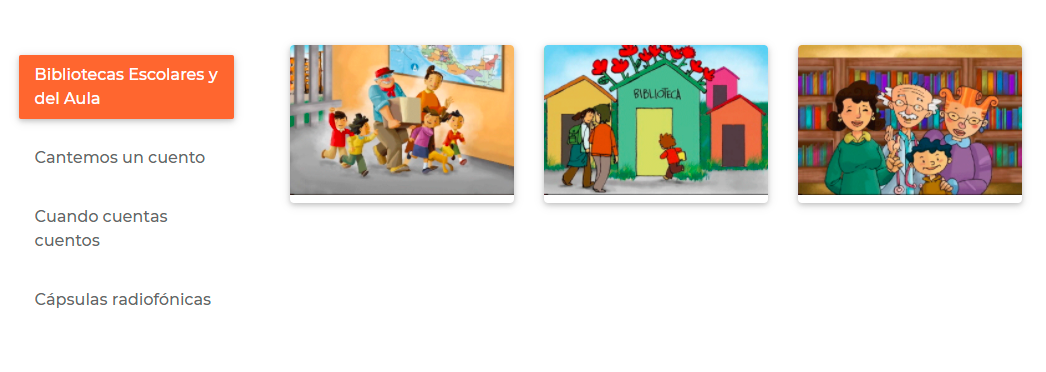 Bibliotecas Escolares y
del Aula
Cantemos un cuento
Cuando cuentas
cuentos
Cápsulas radiofónicas
BIBLIOTECA